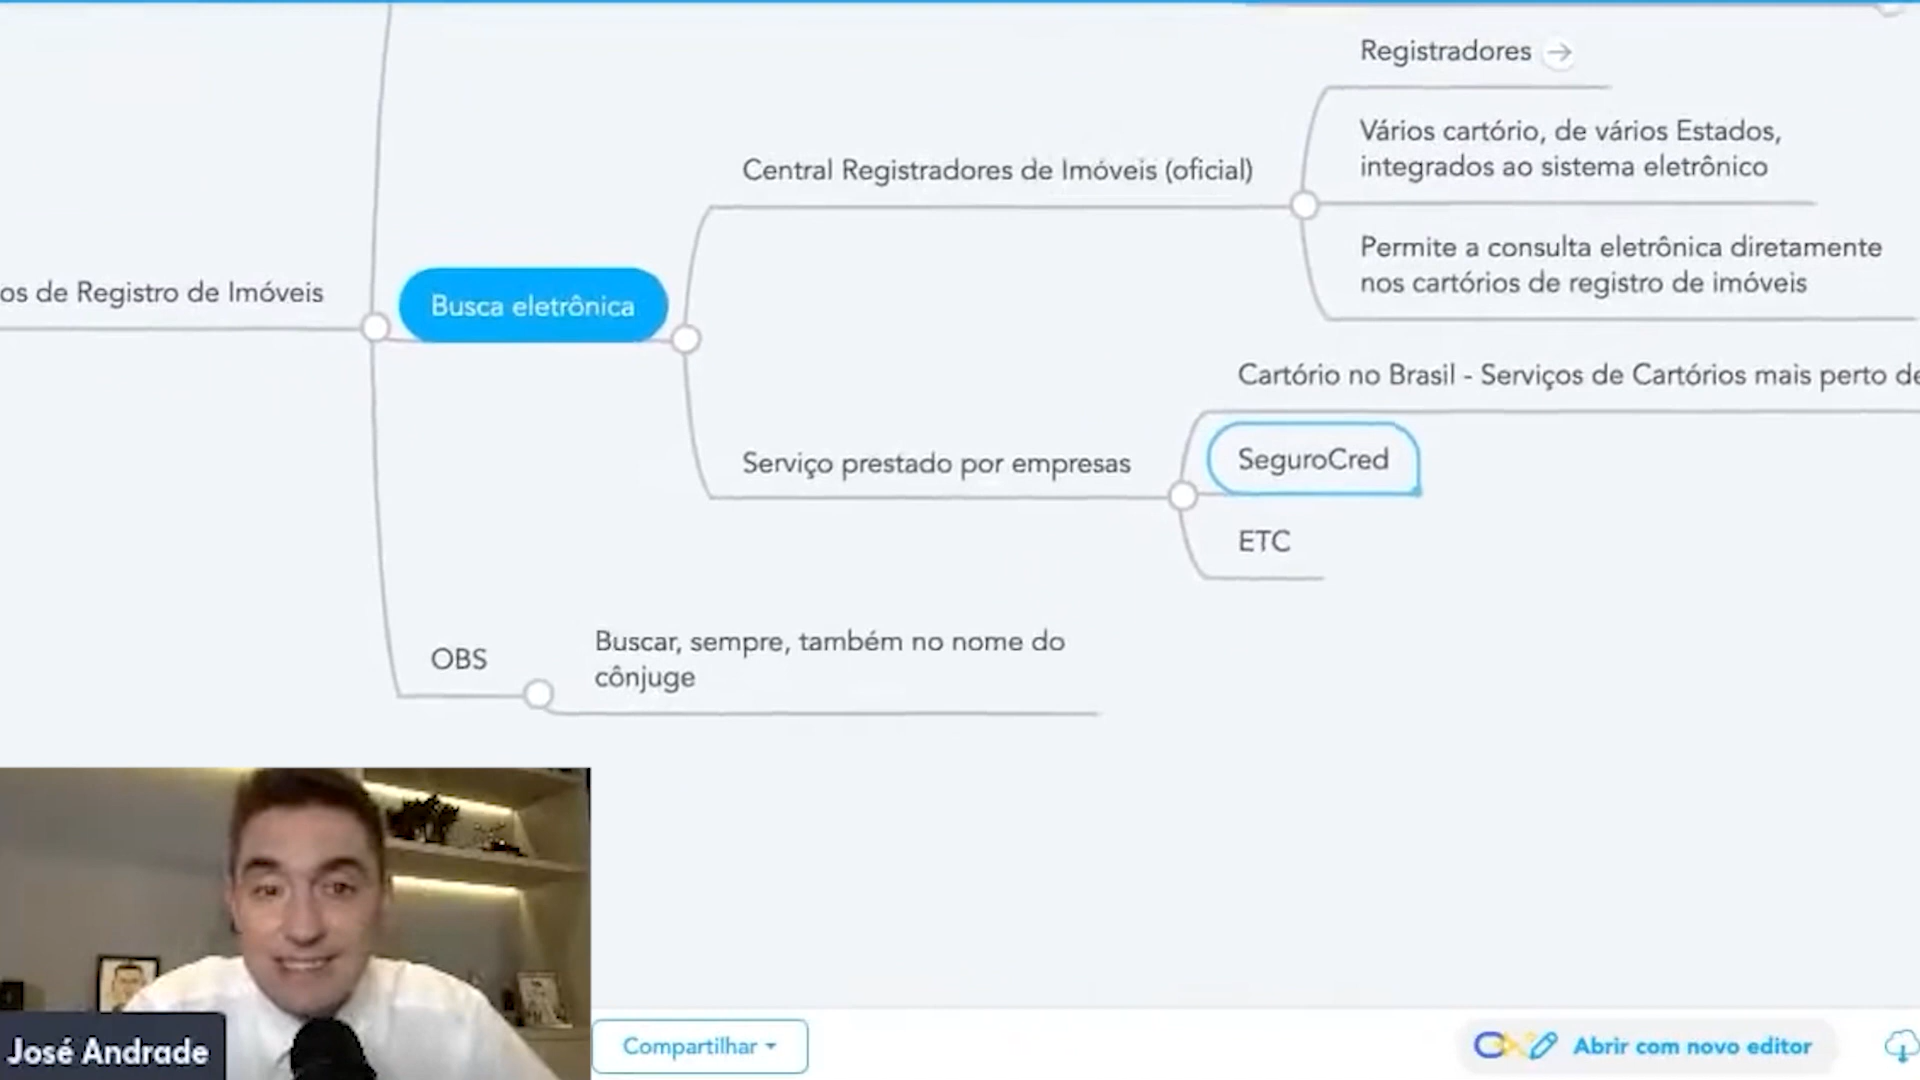 Registradores
Vários cartório, de vários Estados,
integrados ao sistema eletrônico
Central Registradores de Imóveis (oficial)
Permite a consulta eletrônica diretamente
nos cartórios de registro de imóveis
os de Registro de Imóveis
Busca eletrônica
Cartório no Brasil - Serviços de Cartórios mais perto de
SeguroCred
Serviço prestado por empresas
ETC
OBS
Buscar, sempre, também no nome do
cônjuge
José Andrade
Compartilhar
Abrir com novo editor